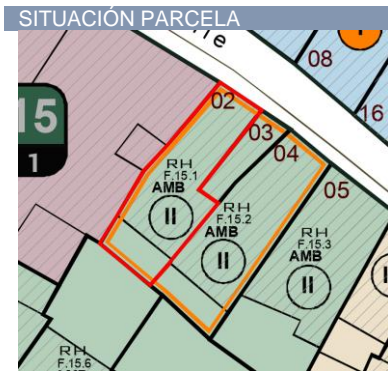 SITUACIÓN PARCELA
lle
08
02
16
15
03
1
04
RH
F.15.1
AMB
II
05
RH
F.15.2
AMB
II
RH
F.15.3
AMB
II
RH
F.15.6